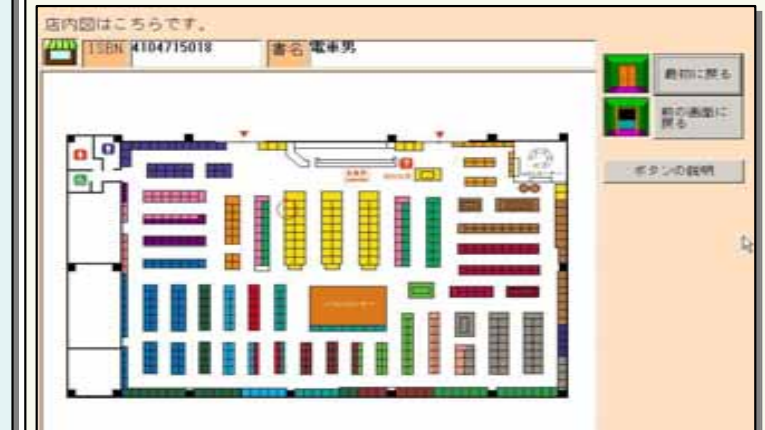 店内図はこちらです。
ISBN 4104715018 書名 電車男
最初に戻る
前の画面に
戻る
ボタンの説明